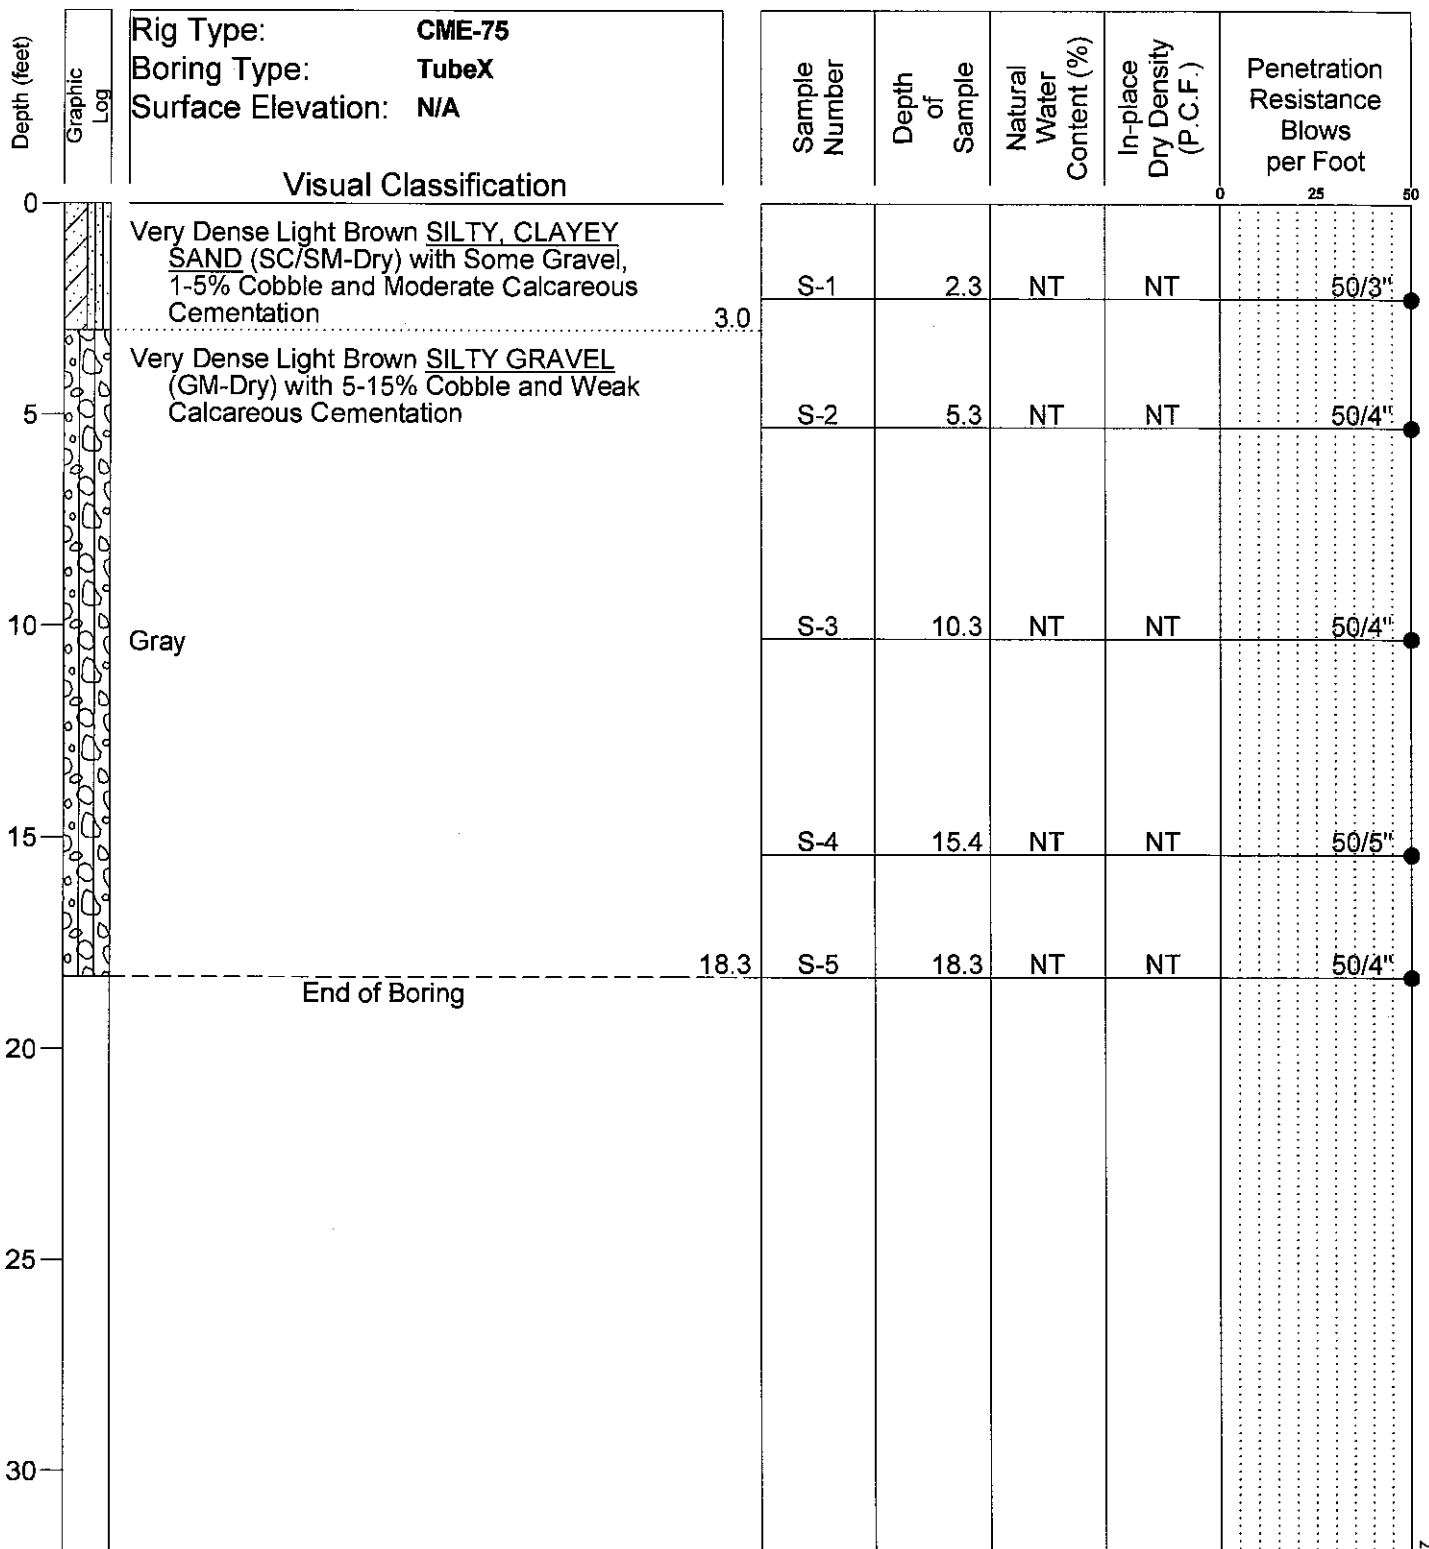 Depth (feet)
Graphic
Log
Rig Type: CME-75
Boring Type: TubeX
Surface Elevation: N/A
Visual Classification
Sample
Number
Depth
of
Sample
Natural
Water
Content (%)
In-place
Dry Density
(P.C.F.)
Penetration
Resistance
Blows
per Foot
0 25 50
0
Very Dense Light Brown SILTY, CLAYEY
SAND (SC/SM-Dry) with Some Gravel,
1-5% Cobble and Moderate Calcareous
Cementation
3.0
S-1 2.3 NT NT 50/3"
Very Dense Light Brown SILTY GRAVEL
(GM-Dry) with 5-15% Cobble and Weak
Calcareous Cementation
5
S-2 5.3 NT NT 50/4"
10
Gray
S-3 10.3 NT NT 50/4"
15
S-4 15.4 NT NT 50/5"
18.3 S-5 18.3 NT NT 50/4"
End of Boring
20
25
30
7